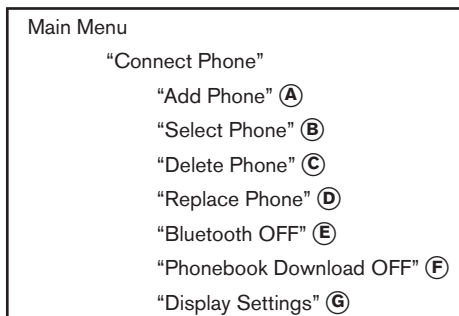 Main Menu
“Connect Phone”
“Add Phone” Ⓐ
“Select Phone” Ⓑ
“Delete Phone” Ⓒ
“Replace Phone” Ⓓ
“Bluetooth OFF” Ⓔ
“Phonebook Download OFF” Ⓕ
“Display Settings” Ⓖ